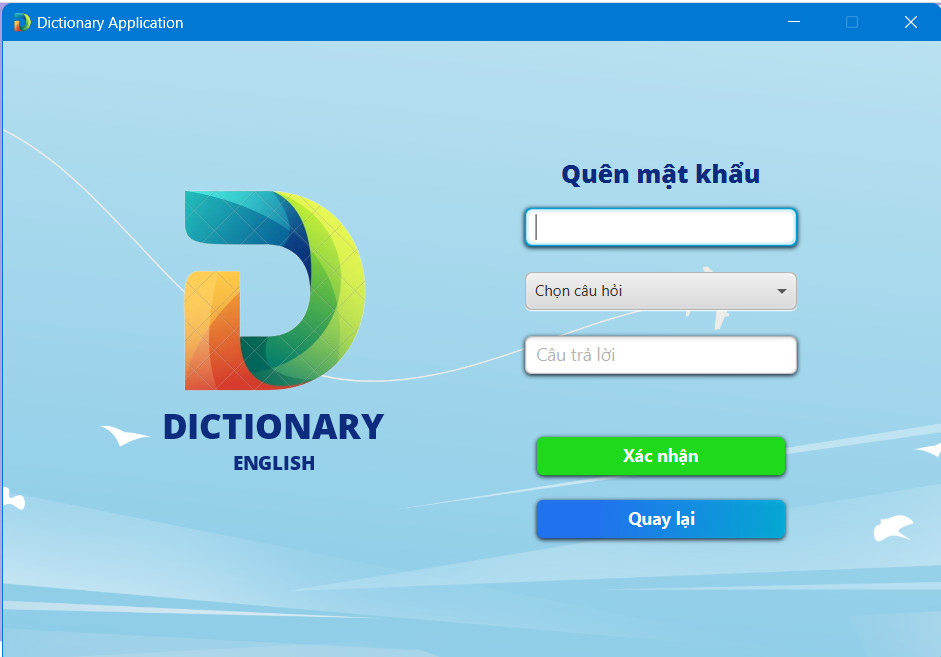 Dictionary Application
Quên mật khẩu
Chọn câu hỏi
Câu trả lời
DICTIONARY
ENGLISH
Xác nhận
Quay lại